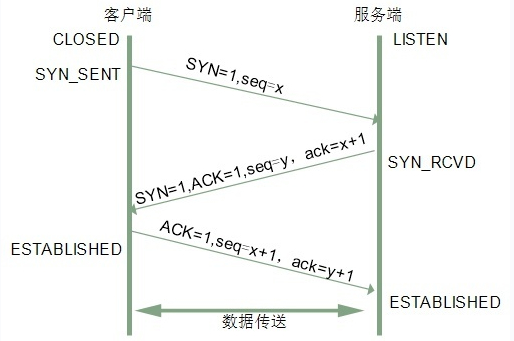 客户端
服务端
CLOSED
LISTEN
SYN_SENT
SYN=1,seq=x
SYN_RCVD
SYN=1,ACK=1,seq=y，ack=x+1
ACK=1,seq=x+1，ack=y+1
ESTABLISHED
ESTABLISHED
数据传送